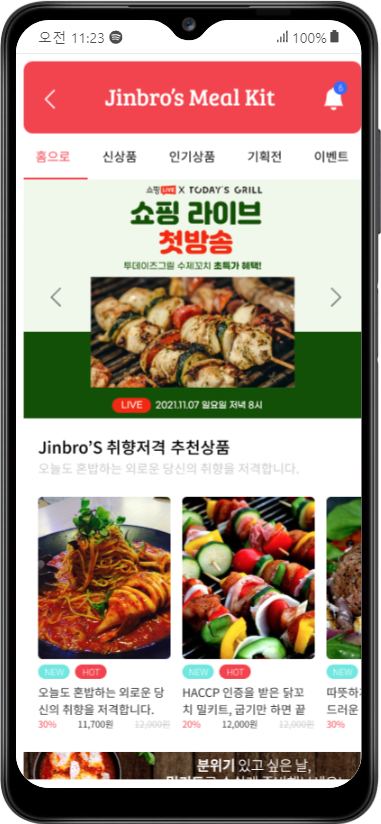 오전 11:23
100%
Jinbro's Meal Kit
6
홈으로 신상품 인기상품 기획전 이벤트
쇼핑LIVE X TODAY'S GRILL
쇼핑 라이브
첫방송
투데이즈그릴 수제꼬치 초특가 혜택!
LIVE 2021.11.07 일요일 저녁 8시
Jinbro'S 취향저격 추천상품
오늘도 혼밥하는 외로운 당신의 취향을 저격합니다.
NEW HOT
오늘도 혼밥하는 외로운 당
신의 취향을 저격합니다.
30% 11,700원 12,000원
NEW HOT
HACCP 인증을 받은 닭꼬
치 밀키트, 굽기만 하면 끝
20% 12,000원 12,000원
NEW
따뜻하
드러운
30%
분위기 있고 싶은 날,